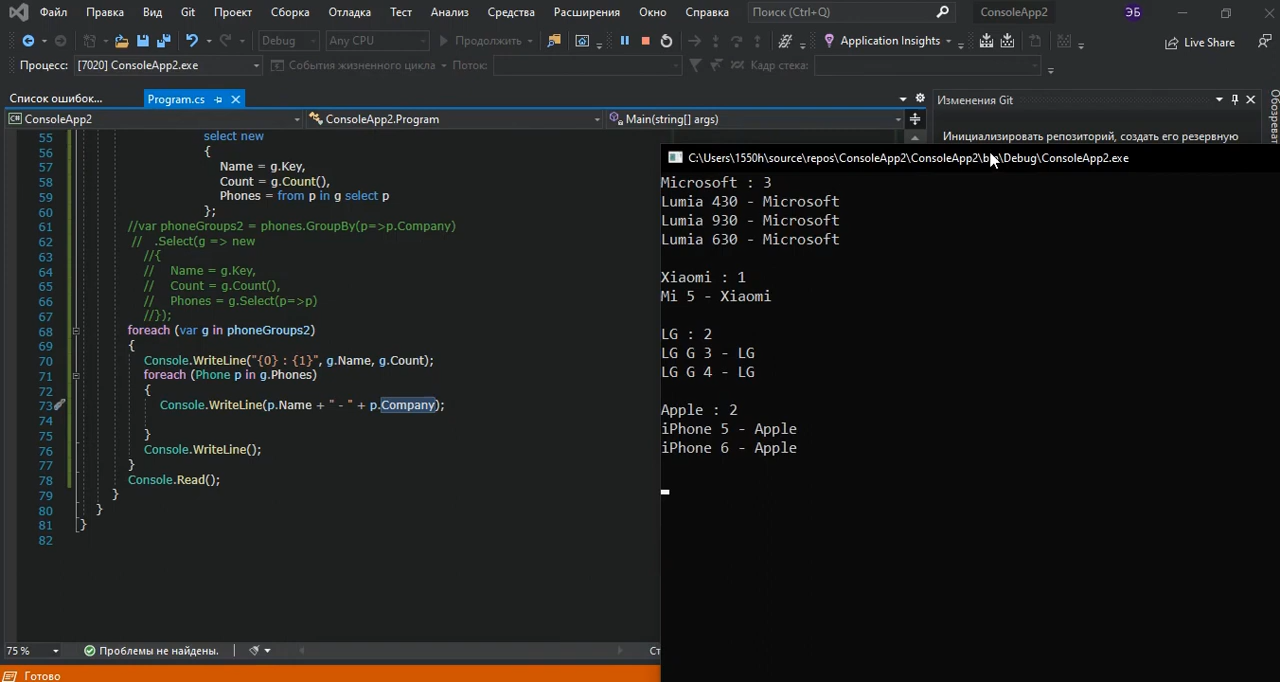 Файл Правка Вид Git Проект Сборка Отладка Тест Анализ Средства Расширения Окно Справка Поиск (Ctrl+Q) ConsoleApp2 ЭБ
Debug Any CPU Продолжить Application Insights Live Share
Процесс: [7020] ConsoleApp2.exe События жизненного цикла Поток: Кадр стека:
Список ошибок... Program.cs Изменения Git
ConsoleApp2 ConsoleApp2.Program Main(string[] args)
Инициализировать репозиторий, создать его резервную
Обозреват
55 select new
56 {
57 Name = g.Key,
58 Count = g.Count(),
59 Phones = from p in g select p
60 };
61 //var phoneGroups2 = phones.GroupBy(p=>p.Company)
62 // .Select(g => new
63 //{
64 // Name = g.Key,
65 // Count = g.Count(),
66 // Phones = g.Select(p=>p)
67 //});
68 foreach (var g in phoneGroups2)
69 {
70 Console.WriteLine("{0} : {1}", g.Name, g.Count);
71 foreach (Phone p in g.Phones)
72 {
73 Console.WriteLine(p.Name + " - " + p.Company);
74
75 }
76 Console.WriteLine();
77 }
78 Console.Read();
79 }
80 }
81 }
82
75 % Проблемы не найдены. Ст
Готово
C:\Users\1550h\source\repos\ConsoleApp2\ConsoleApp2\b\Debug\ConsoleApp2.exe
Microsoft : 3
Lumia 430 - Microsoft
Lumia 930 - Microsoft
Lumia 630 - Microsoft
Xiaomi : 1
Mi 5 - Xiaomi
LG : 2
LG G 3 - LG
LG G 4 - LG
Apple : 2
iPhone 5 - Apple
iPhone 6 - Apple